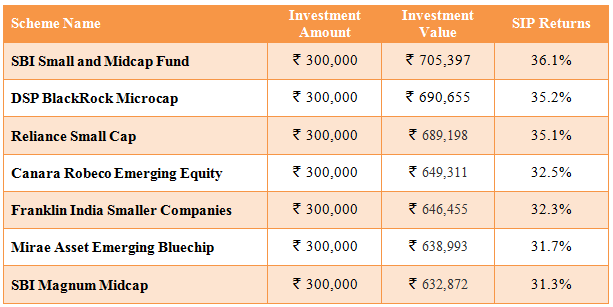 Scheme Name Investment Amount Investment Value SIP Returns
SBI Small and Midcap Fund ₹ 300,000 ₹ 705,397 36.1%
DSP BlackRock Microcap ₹ 300,000 ₹ 690,655 35.2%
Reliance Small Cap ₹ 300,000 ₹ 689,198 35.1%
Canara Robeco Emerging Equity ₹ 300,000 ₹ 649,311 32.5%
Franklin India Smaller Companies ₹ 300,000 ₹ 646,455 32.3%
Mirae Asset Emerging Bluechip ₹ 300,000 ₹ 638,993 31.7%
SBI Magnum Midcap ₹ 300,000 ₹ 632,872 31.3%